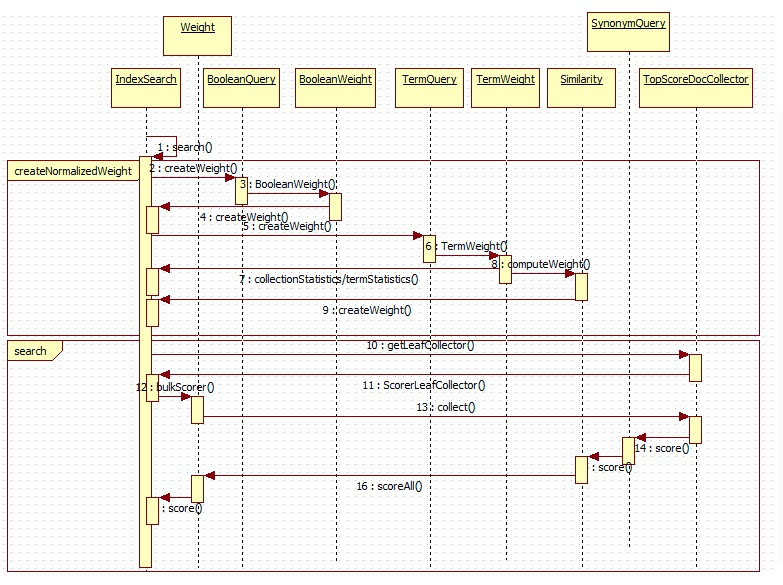 Weight
SynonymQuery
IndexSearch
BooleanQuery
BooleanWeight
TermQuery
TermWeight
Similarity
TopScoreDocCollector
1 : search()
createNormalizedWeight
2 : createWeight()
3 : BooleanWeight()
4 : createWeight()
5 : createWeight()
6 : TermWeight()
8 : computeWeight()
7 : collectionStatistics/termStatistics()
9 : createWeight()
search
10 : getLeafCollector()
11 : ScorerLeafCollector()
12 : bulkScorer()
13 : collect()
14 : score()
: score()
16 : scoreAll()
: score()